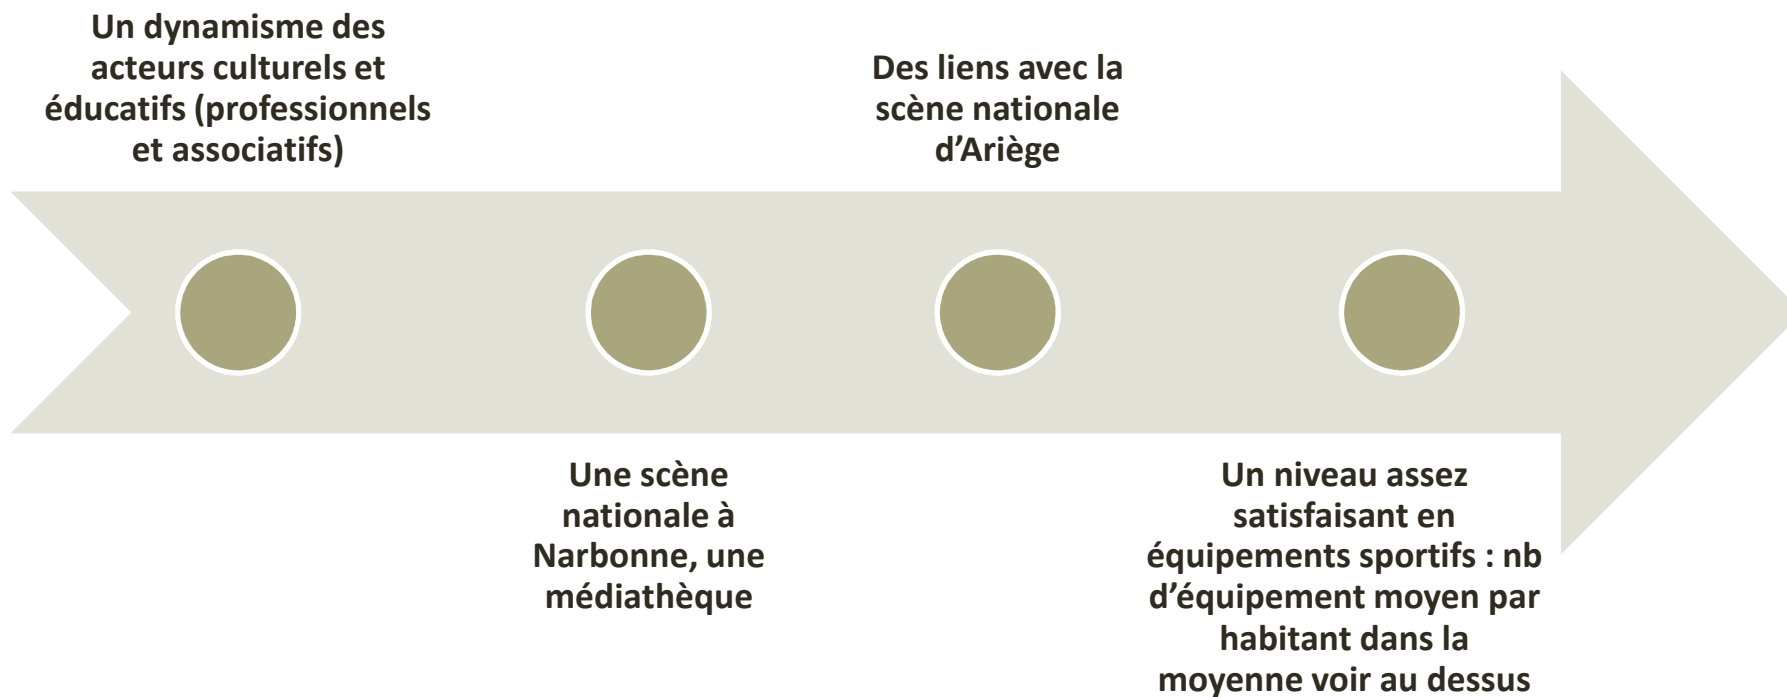 Un dynamisme des
acteurs culturels et
éducatifs (professionnels
et associatifs)
Une scène
nationale à
Narbonne, une
médiathèque
Des liens avec la
scène nationale
d’Ariège
Un niveau assez
satisfaisant en
équipements sportifs : nb
d’équipement moyen par
habitant dans la
moyenne voir au dessus